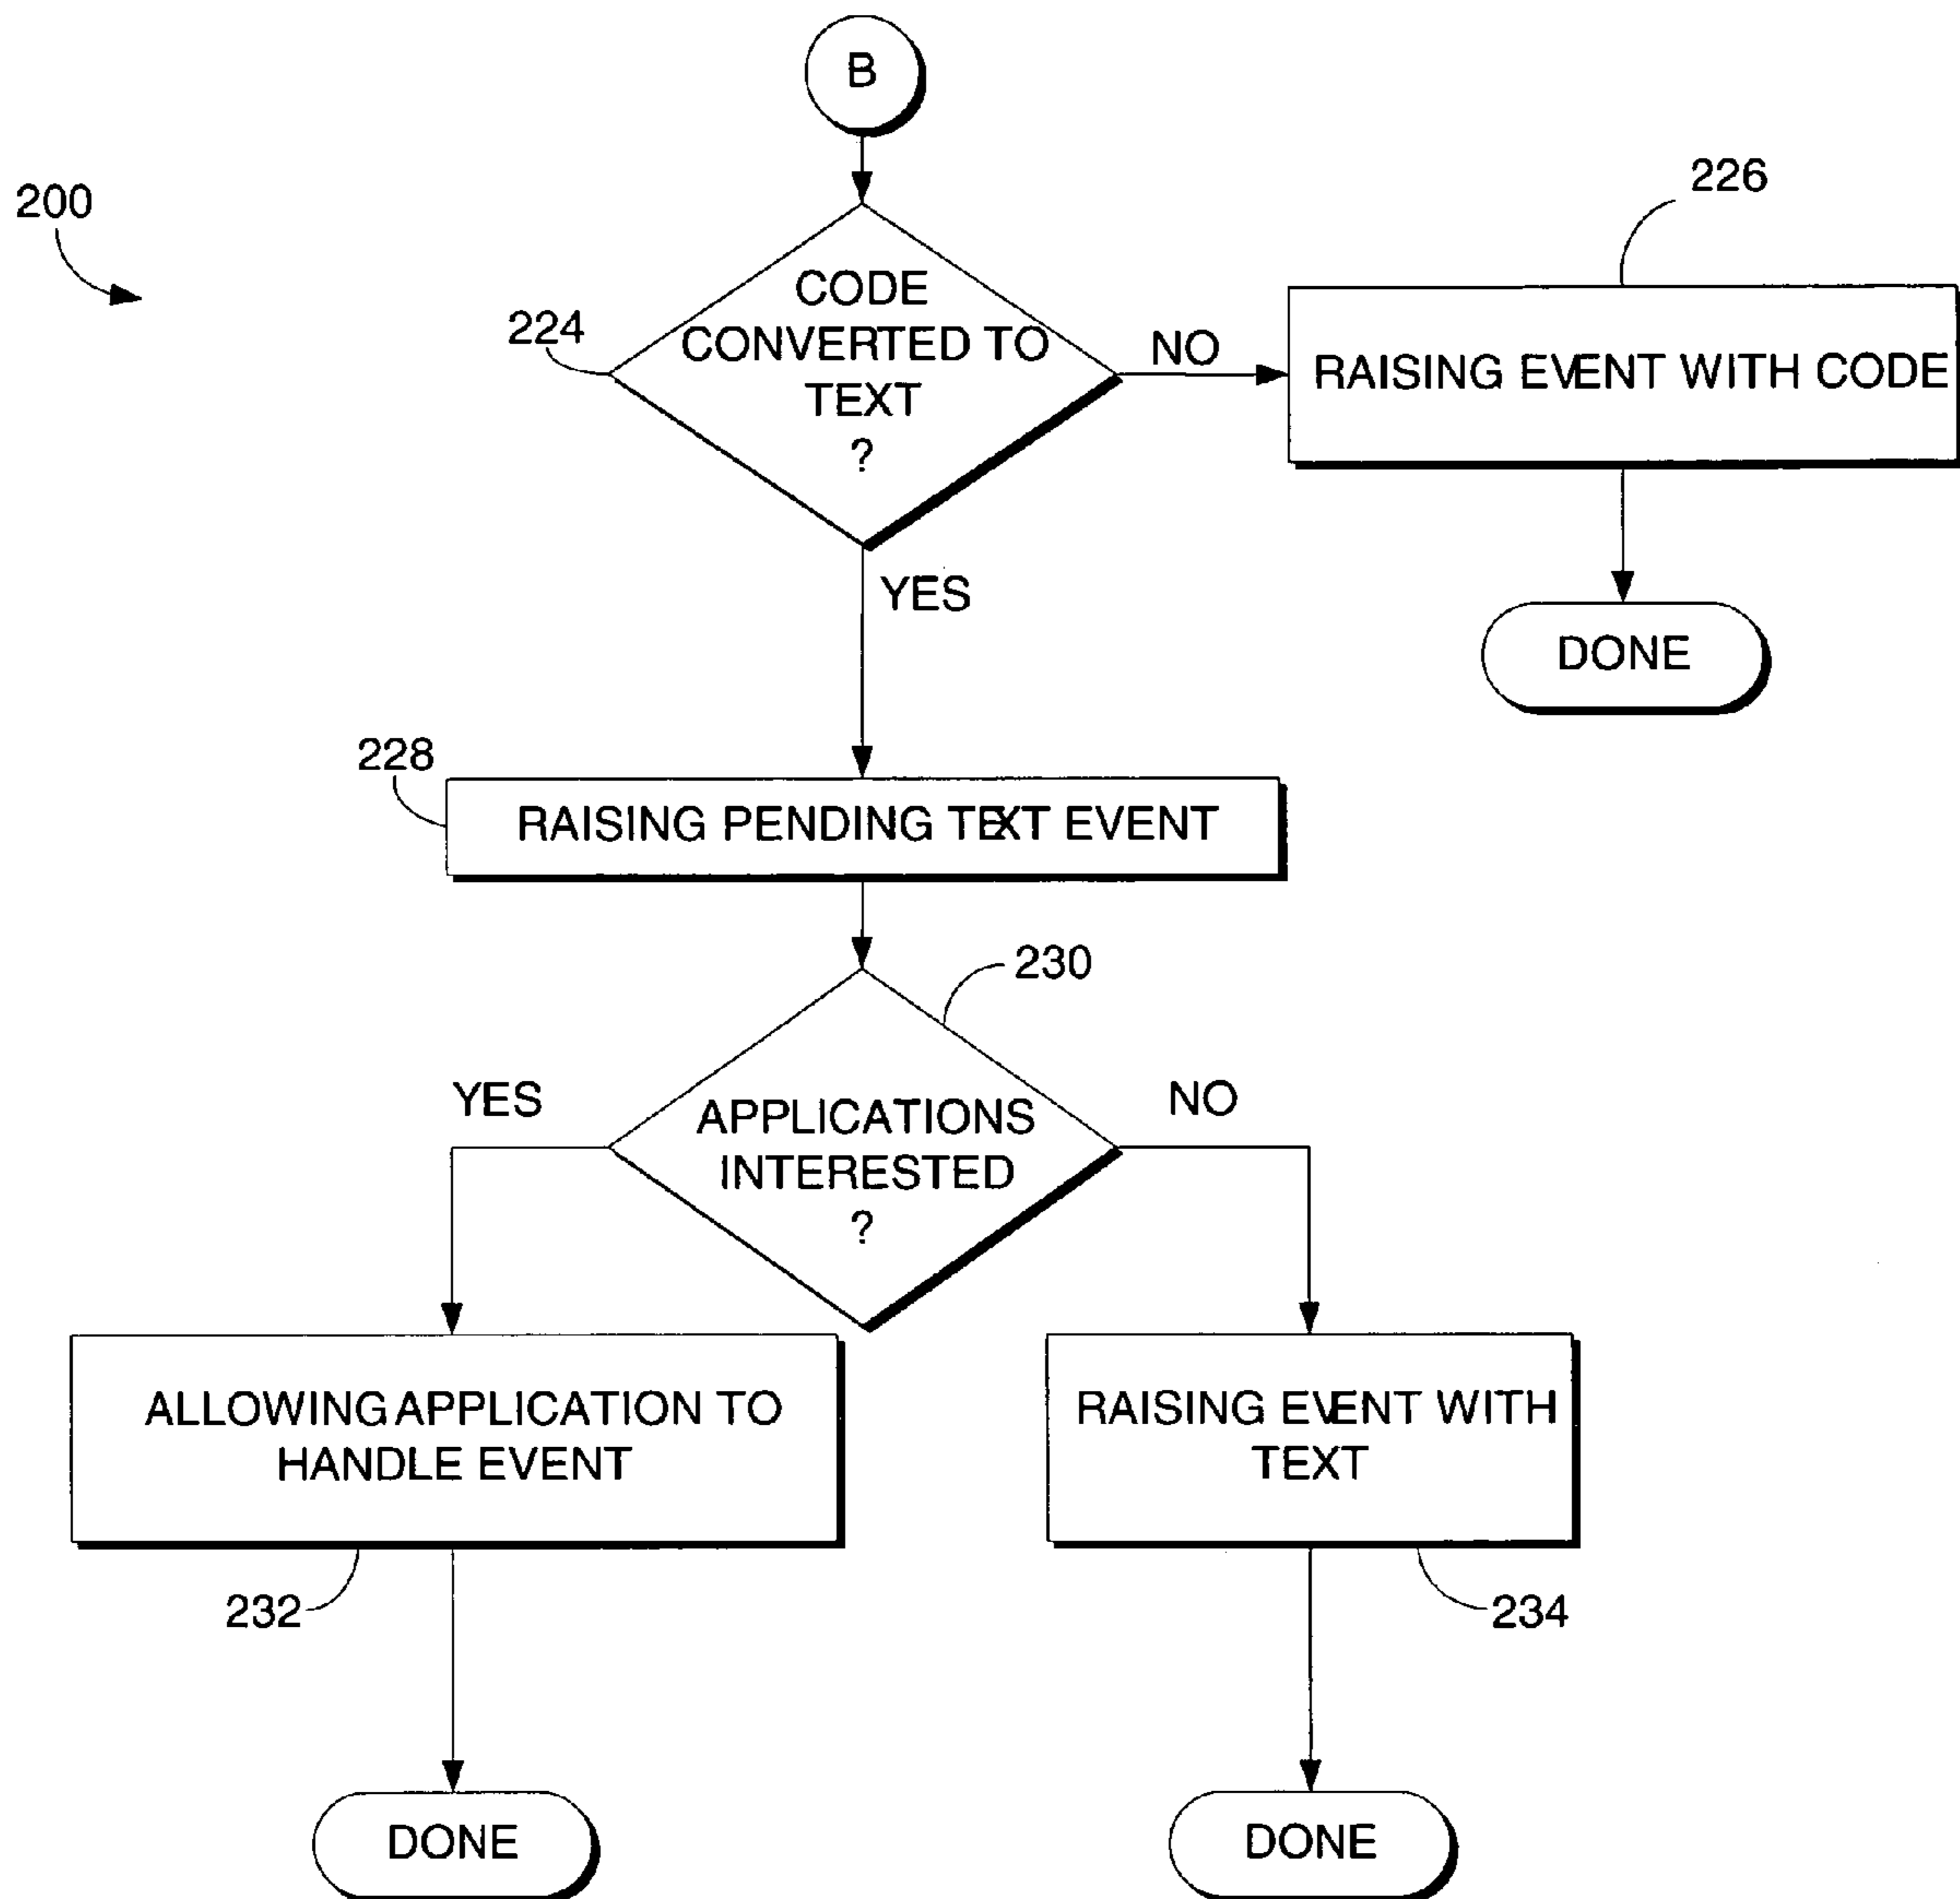 B
200
226
CODE
CONVERTED TO
TEXT
?
224
NO
RAISING EVENT WITH CODE
YES
DONE
228
RAISING PENDING TEXT EVENT
230
YES
APPLICATIONS
INTERESTED
?
NO
ALLOWING APPLICATION TO
HANDLE EVENT
RAISING EVENT WITH
TEXT
232
234
DONE
DONE